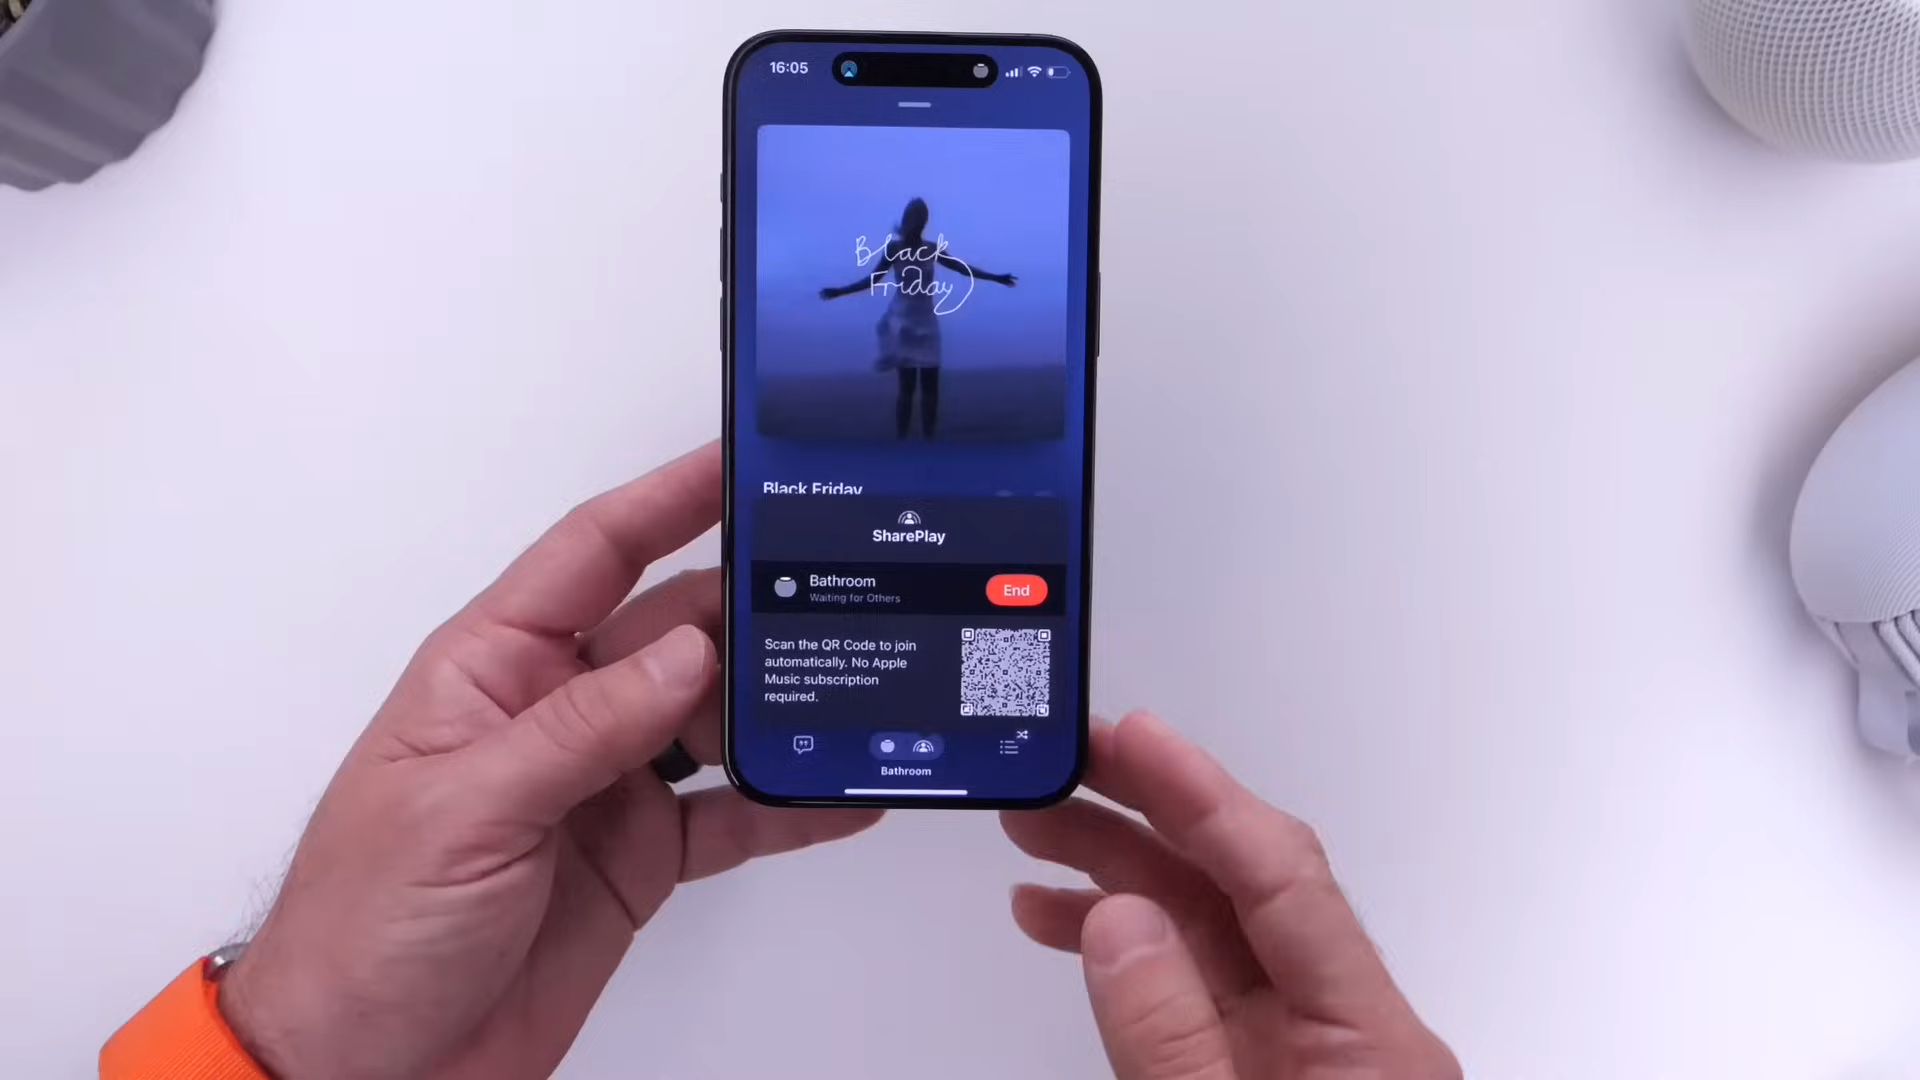 16:05
Black
Friday
Black Friday
SharePlay
Bathroom
Waiting for Others
End
Scan the QR Code to join
automatically. No Apple
Music subscription
required.
Bathroom